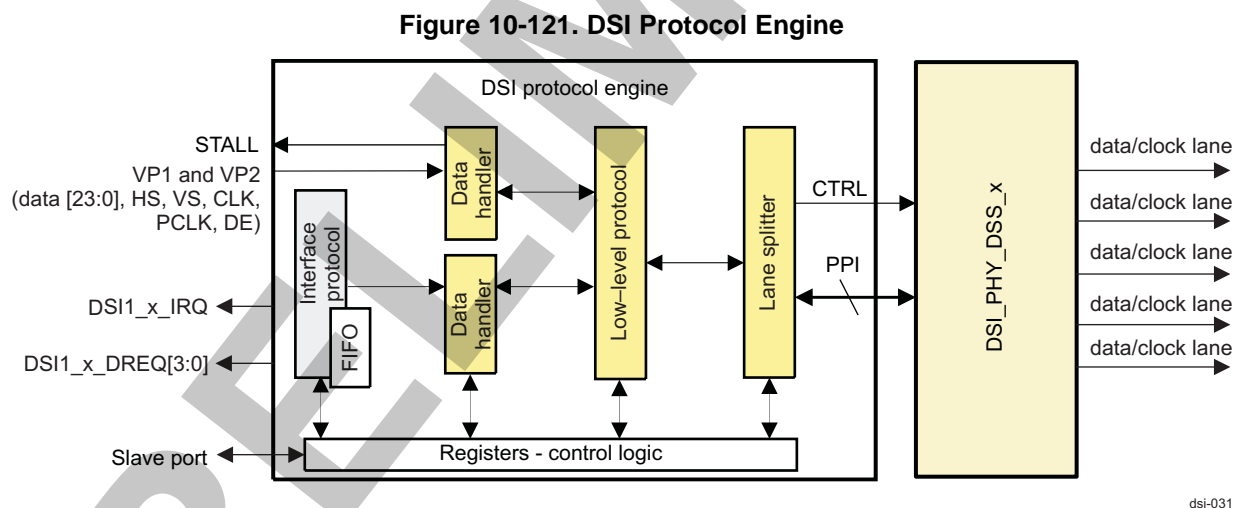 Figure 10-121. DSI Protocol Engine
DSI protocol engine
STALL
VP1 and VP2
(data [23:0], HS, VS, CLK,
PCLK, DE)
DSI1_x_IRQ
DSI1_x_DREQ[3:0]
Slave port
Interface
protocol
FIFO
Data
handler
Data
handler
Low–level protocol
Lane splitter
Registers - control logic
CTRL
PPI
DSI_PHY_DSS_x
data/clock lane
data/clock lane
data/clock lane
data/clock lane
data/clock lane
dsi-031
PRELIM